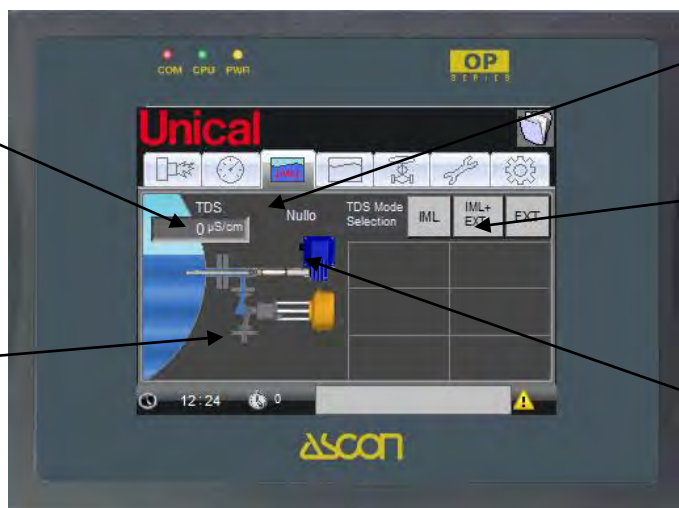 COM CPU PWR
OP
SERIES
Unical
TDS
0 µS/cm
Nullo
TDS Mode
Selection
IML
IML+
EXT
EXT
12:24
0
ascon